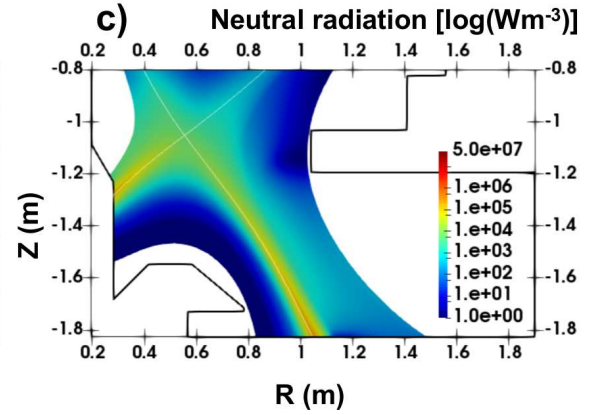 c) Neutral radiation [log(Wm-3)]
0.2 0.4 0.6 0.8 1 1.2 1.4 1.6 1.8
-0.8 -0.8
-1 -1
5.0e+07
-1.2 -1.2
1.e+06
1.e+05
-1.4 -1.4
1.e+04
1.e+03
-1.6 -1.6
1.e+02
1.e+01
1.0e+00
-1.8 -1.8
0.2 0.4 0.6 0.8 1 1.2 1.4 1.6 1.8
Z (m)
R (m)